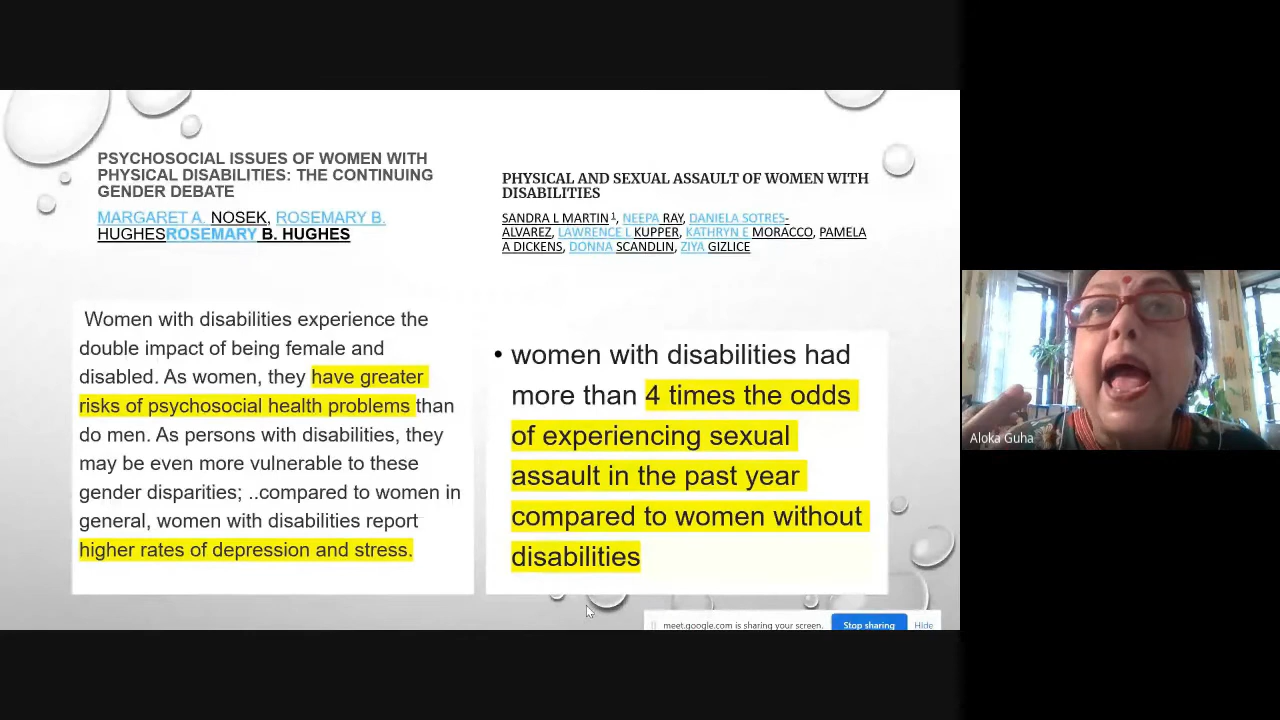 PSYCHOSOCIAL ISSUES OF WOMEN WITH
PHYSICAL DISABILITIES: THE CONTINUING
GENDER DEBATE
MARGARET A. NOSEK, ROSEMARY B.
HUGHESROSEMARY B. HUGHES
Women with disabilities experience the
double impact of being female and
disabled. As women, they have greater
risks of psychosocial health problems than
do men. As persons with disabilities, they
may be even more vulnerable to these
gender disparities; ..compared to women in
general, women with disabilities report
higher rates of depression and stress.
PHYSICAL AND SEXUAL ASSAULT OF WOMEN WITH
DISABILITIES
SANDRA L MARTIN 1, NEEPA RAY, DANIELA SOTRES-
ALVAREZ, LAWRENCE L KUPPER, KATHRYN E MORACCO, PAMELA
A DICKENS, DONNA SCANDLIN, ZIYA GIZLICE
• women with disabilities had
more than 4 times the odds
of experiencing sexual
assault in the past year
compared to women without
disabilities
meet.google.com is sharing your screen. Stop sharing Hide
Aloka Guha